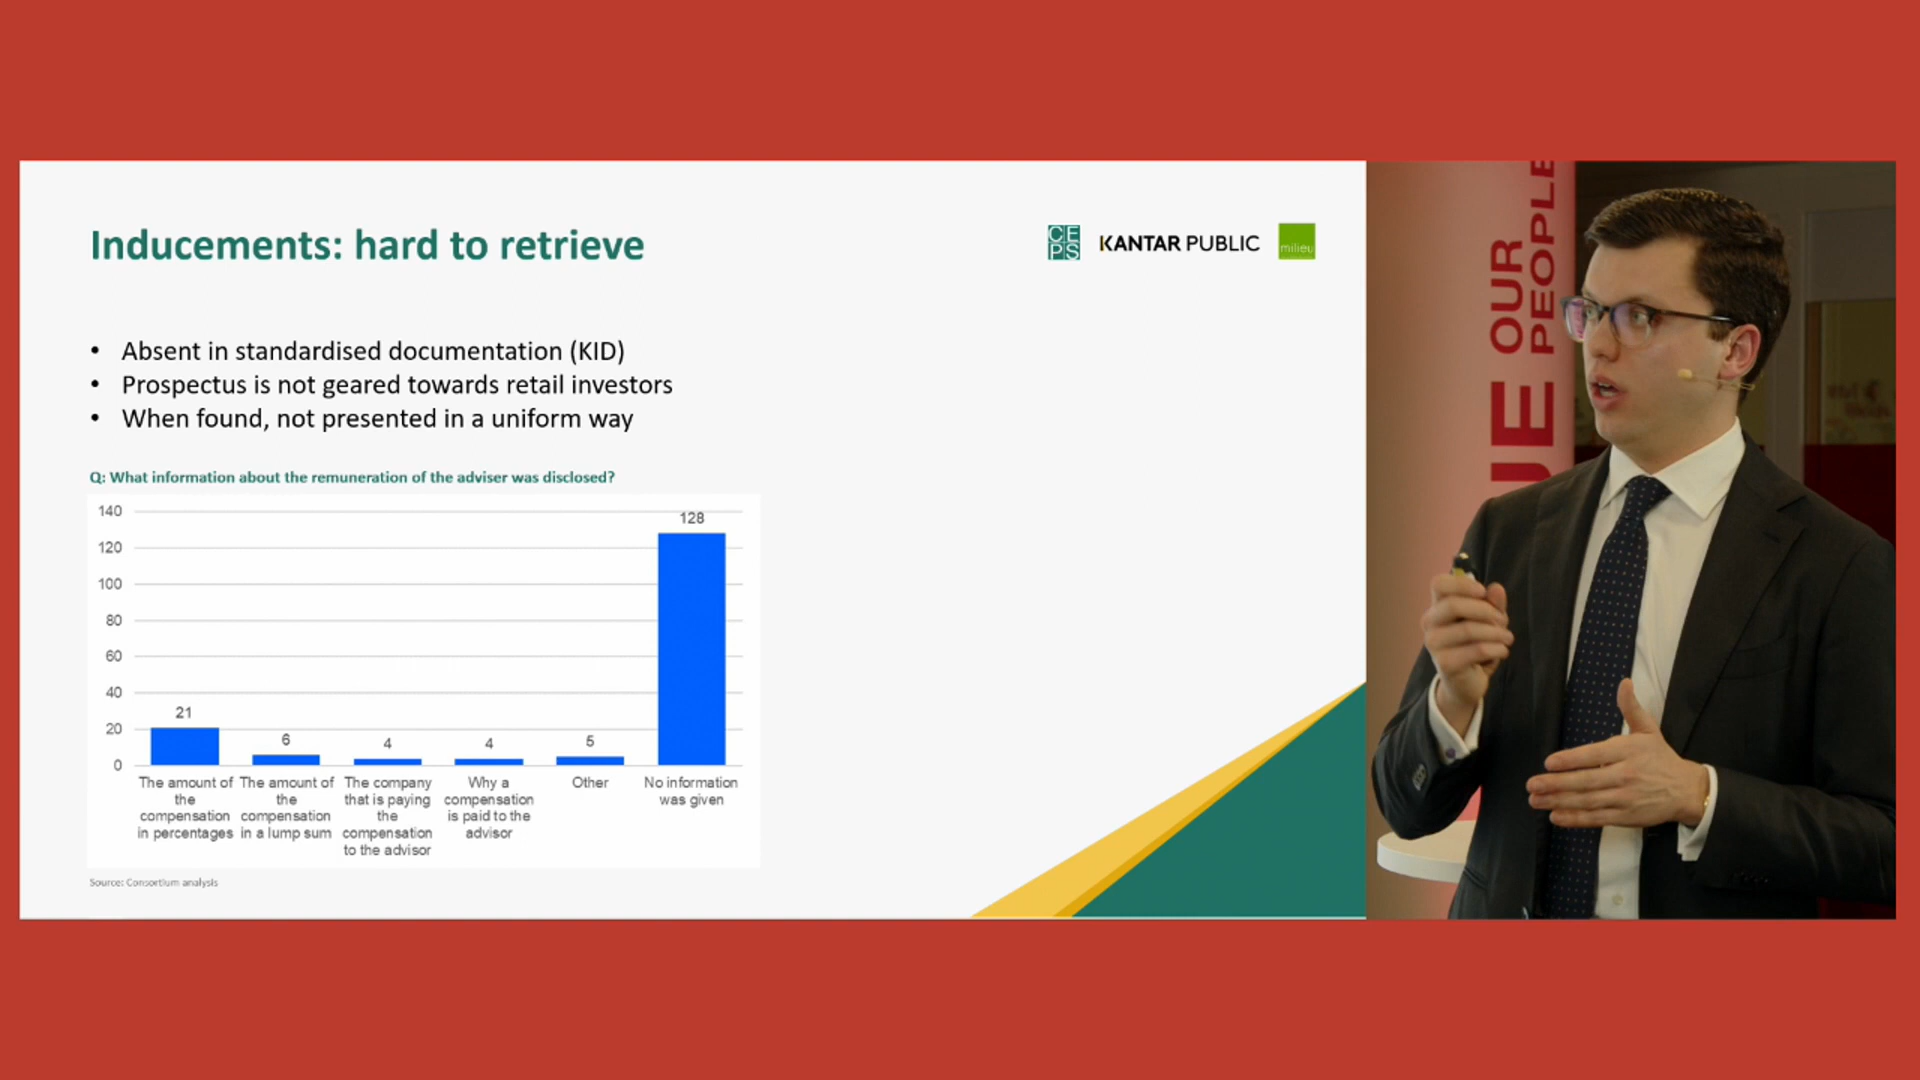 Inducements: hard to retrieve
CE
PS
KANTAR PUBLIC
milieu
• Absent in standardised documentation (KID)
• Prospectus is not geared towards retail investors
• When found, not presented in a uniform way
Q: What information about the remuneration of the adviser was disclosed?
140
120
100
80
60
40
20
0
21
6
4
4
5
128
The amount of
the
compensation
in percentages
The amount of
the
compensation
in a lump sum
The company
that is paying
the
compensation
to the advisor
Why a
compensation
is paid to the
advisor
Other
No information
was given
Source: Consortium analysis
OUR
PEOPLE